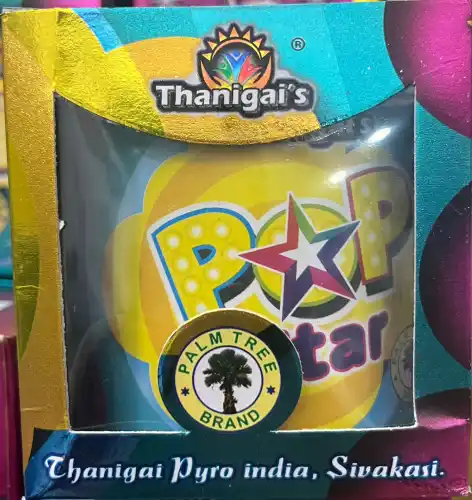 ®
Thanigai's
POP
Star
PALM TREE
BRAND
Thanigai Pyro india, Sivakasi.